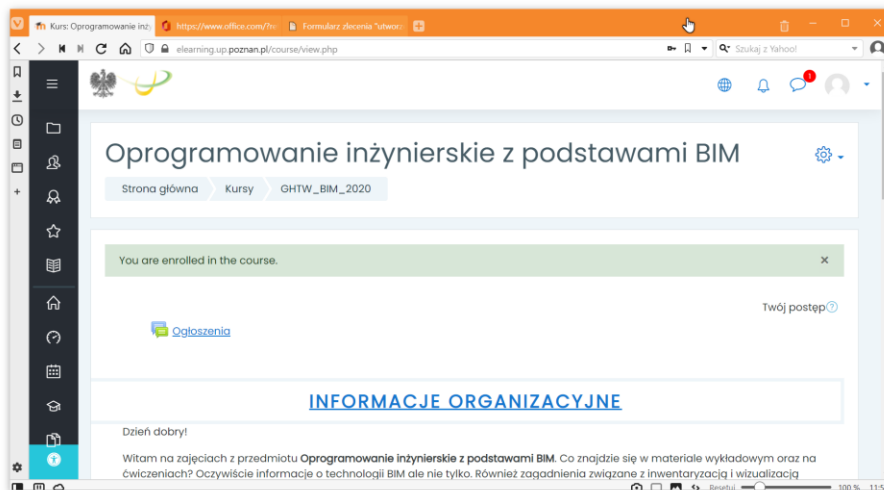 Kurs: Oprogramowanie inży
https://www.office.com/?n
Formularz zlecenia "utworz
elearning.up.poznan.pl/course/view.php
Szukaj z Yahoo!
1
Oprogramowanie inżynierskie z podstawami BIM
Strona główna
Kursy
GHTW_BIM_2020
You are enrolled in the course.
Twój postęp
Ogłoszenia
INFORMACJE ORGANIZACYJNE
Dzień dobry!
Witam na zajęciach z przedmiotu Oprogramowanie inżynierskie z podstawami BIM. Co znajdzie się w materiale wykładowym oraz na
ćwiczeniach? Oczywiście informacje o technologii BIM ale nie tylko. Również zagadnienia związane z inwentaryzacją i wizualizacją
Resetuj
100 %